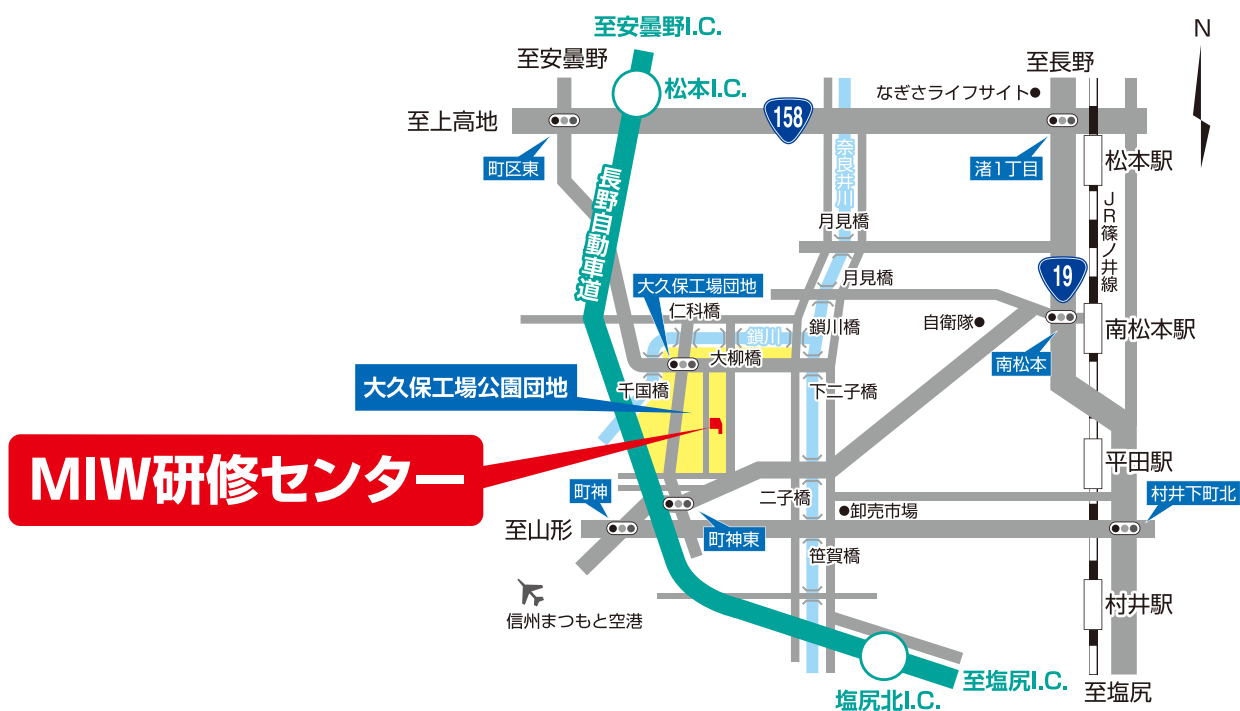 至安曇野I.C.
至安曇野
松本I.C.
至長野
N
なぎさライフサイト●
至上高地
158
町区東
渚1丁目
松本駅
奈良井川
長野自動車道
JR篠ノ井線
月見橋
月見橋
19
大久保工場団地
仁科橋
鎖川
鎖川橋
自衛隊●
南松本駅
大柳橋
南松本
大久保工場公園団地
千国橋
下二子橋
MIW研修センター
平田駅
町神
二子橋
村井下町北
●卸売市場
至山形
町神東
笹賀橋
信州まつもと空港
村井駅
至塩尻I.C.
塩尻北I.C.
至塩尻